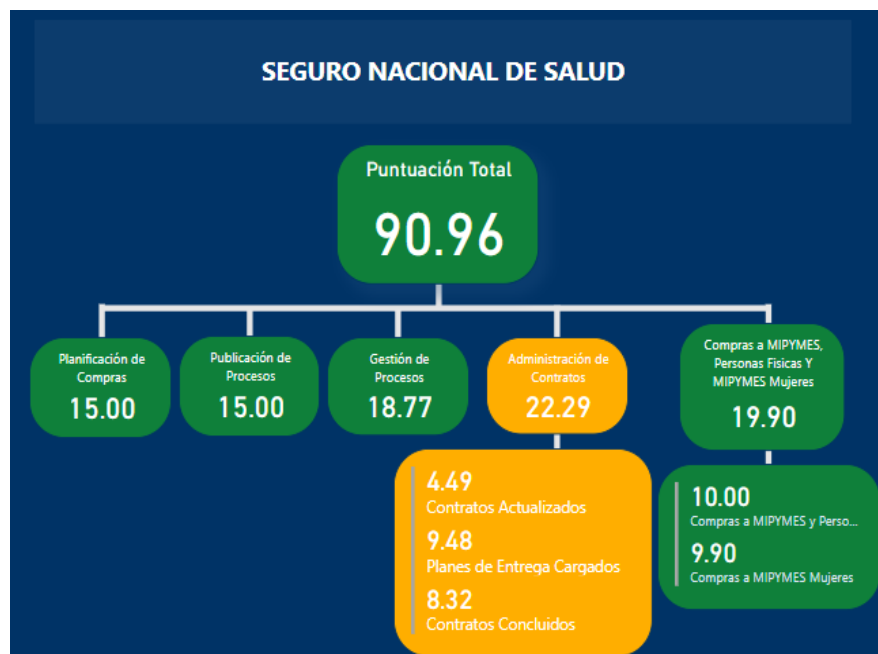 SEGURO NACIONAL DE SALUD
Puntuación Total
90.96
Planificación de
Compras
15.00
Publicación de
Procesos
15.00
Gestión de
Procesos
18.77
Administración de
Contratos
22.29
Compras a MIPYMES,
Personas Fisicas Y
MIPYMES Mujeres
19.90
4.49
Contratos Actualizados
9.48
Planes de Entrega Cargados
8.32
Contratos Concluidos
10.00
Compras a MIPYMES y Perso...
9.90
Compras a MIPYMES Mujeres